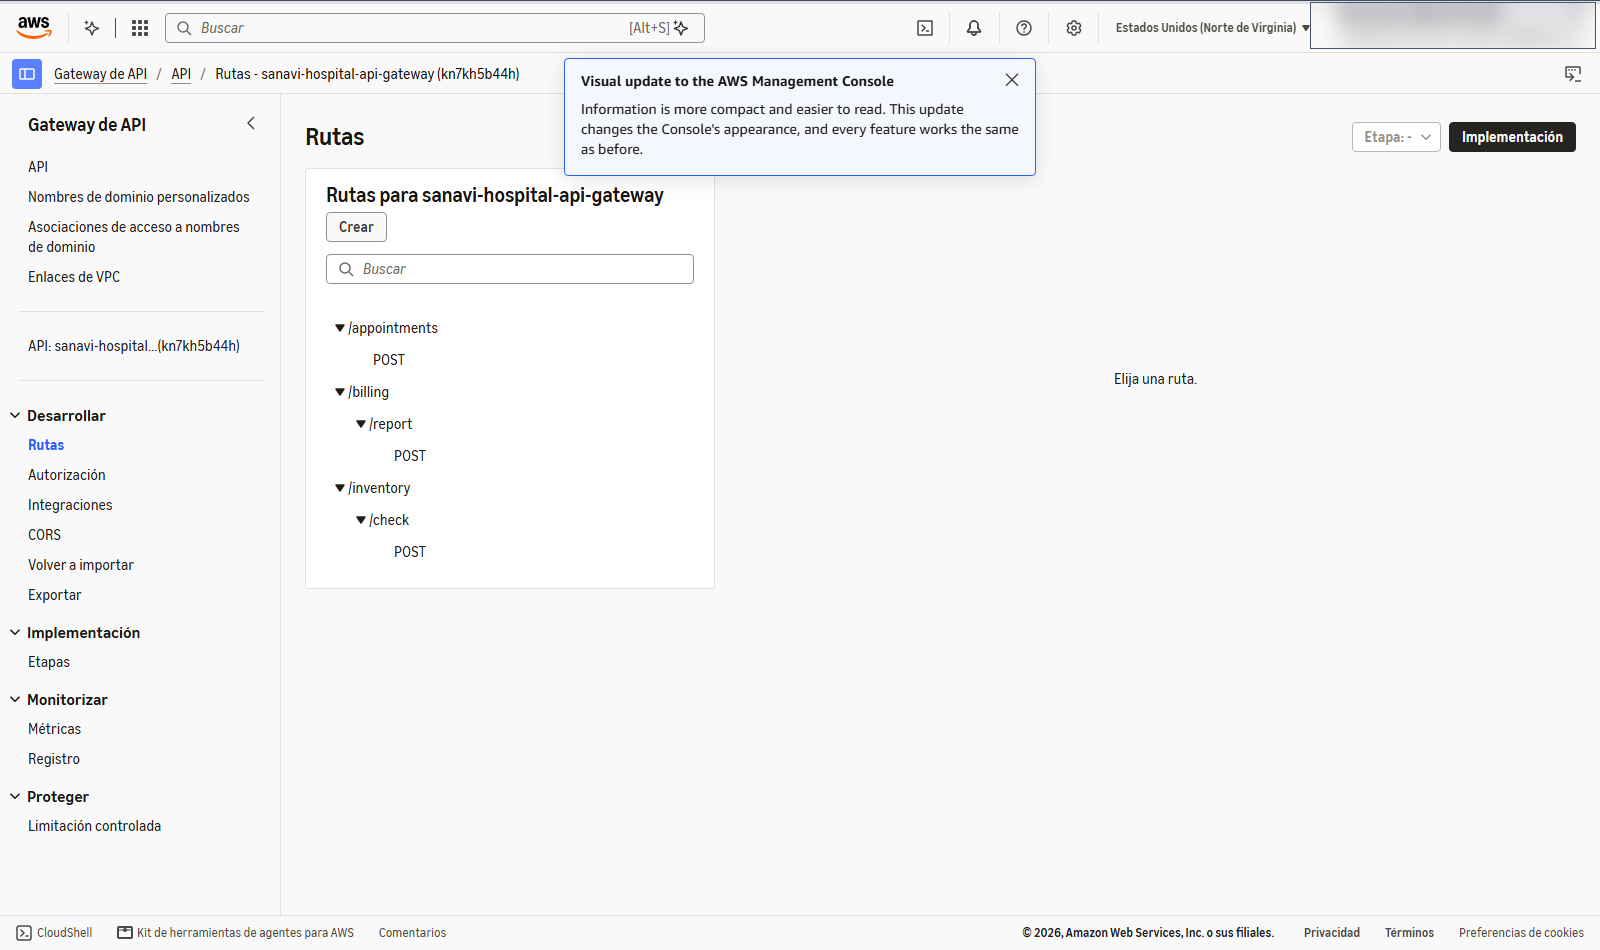 aws
Buscar
[Alt+S]
Estados Unidos (Norte de Virginia)
Gateway de API / API / Rutas - sanavi-hospital-api-gateway (kn7kh5b44h)
Visual update to the AWS Management Console
Information is more compact and easier to read. This update
changes the Console's appearance, and every feature works the same
as before.
Gateway de API
API
Nombres de dominio personalizados
Asociaciones de acceso a nombres
de dominio
Enlaces de VPC
API: sanavi-hospital...(kn7kh5b44h)
Desarrollar
Rutas
Autorización
Integraciones
CORS
Volver a importar
Exportar
Implementación
Etapas
Monitorizar
Métricas
Registro
Proteger
Limitación controlada
Rutas
Etapa: -
Implementación
Rutas para sanavi-hospital-api-gateway
Crear
Buscar
/appointments
POST
/billing
/report
POST
/inventory
/check
POST
Elija una ruta.
CloudShell
Kit de herramientas de agentes para AWS
Comentarios
© 2026, Amazon Web Services, Inc. o sus filiales.
Privacidad
Términos
Preferencias de cookies